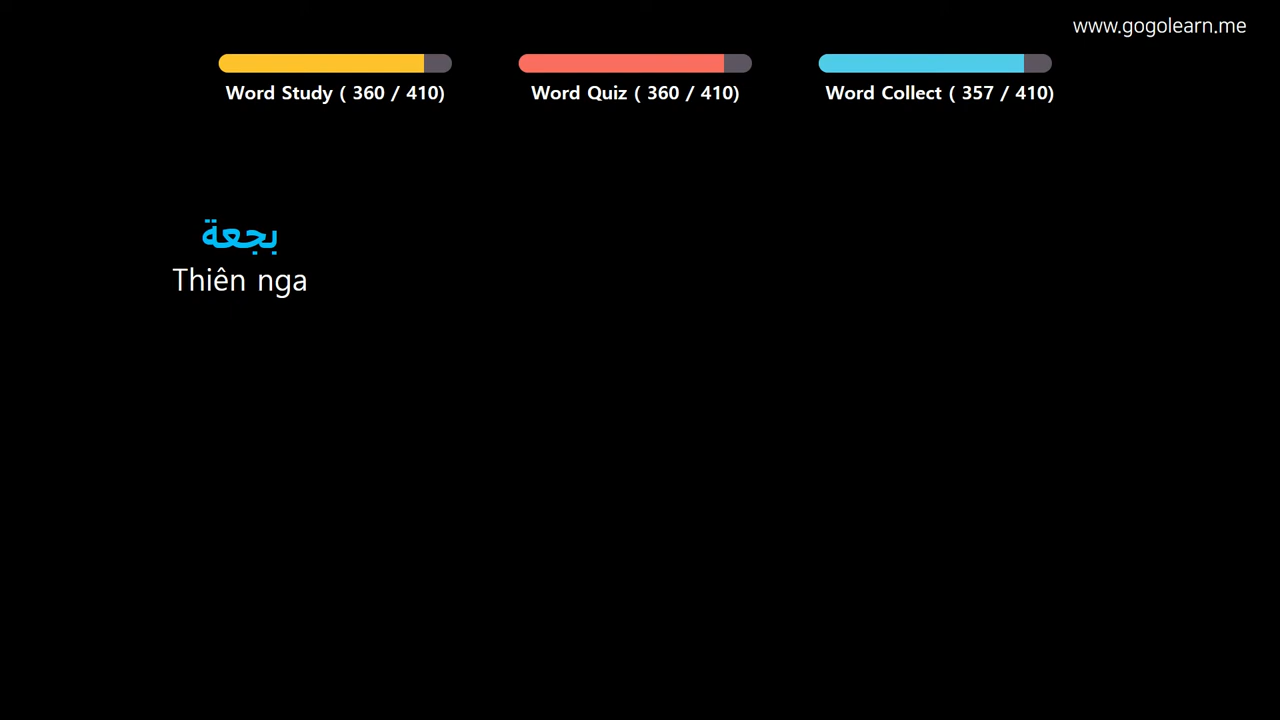 www.gogolearn.me
Word Study ( 360 / 410)
Word Quiz ( 360 / 410)
Word Collect ( 357 / 410)
بجعة
Thiên nga